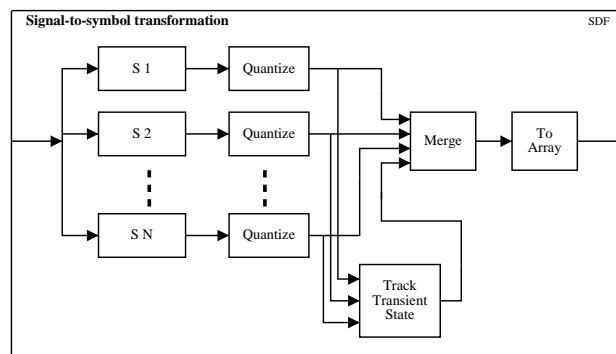 Signal-to-symbol transformation
SDF
S 1
Quantize
S 2
Quantize
Merge
To
Array
S N
Quantize
Track
Transient
State